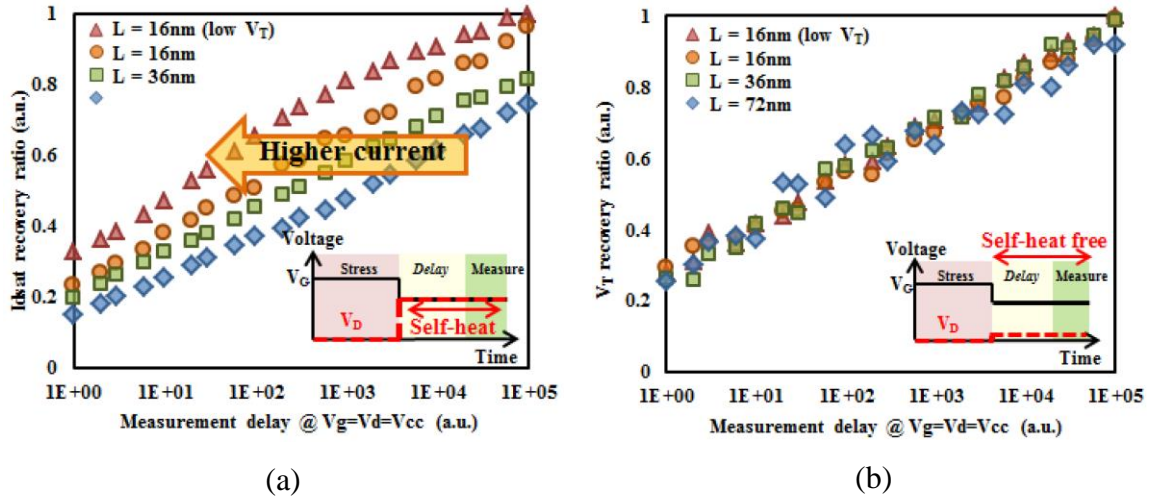 L = 16nm (low VT)
L = 16nm
L = 36nm
Higher current
Idsat recovery ratio (a.u.)
1
0.8
0.6
0.4
0.2
0
Voltage
VG
Stress
Delay
Measure
VD
Self-heat
Time
1E+00 1E+01 1E+02 1E+03 1E+04 1E+05
Measurement delay @ Vg=Vd=Vcc (a.u.)
(a)
L = 16nm (low VT)
L = 16nm
L = 36nm
L = 72nm
VT recovery ratio (a.u.)
1
0.8
0.6
0.4
0.2
0
Self-heat free
Voltage
VG
Stress
Delay
Measure
VD
Time
1E+00 1E+01 1E+02 1E+03 1E+04 1E+05
Measurement delay @ Vg=Vd=Vcc (a.u.)
(b)